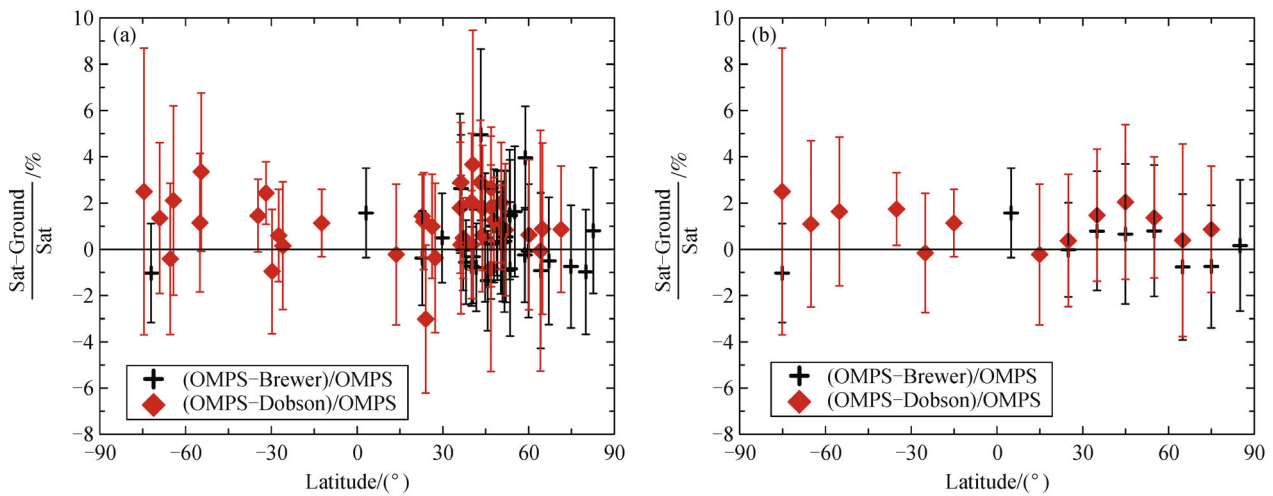 (a)
10
8
6
4
2
0
−2
−4
−6
−8
Sat−Ground
Sat
/%
(OMPS−Brewer)/OMPS
(OMPS−Dobson)/OMPS
−90 −60 −30 0 30 60 90
Latitude/(°)
(b)
10
8
6
4
2
0
−2
−4
−6
−8
Sat−Ground
Sat
/%
(OMPS−Brewer)/OMPS
(OMPS−Dobson)/OMPS
−90 −60 −30 0 30 60 90
Latitude/(°)